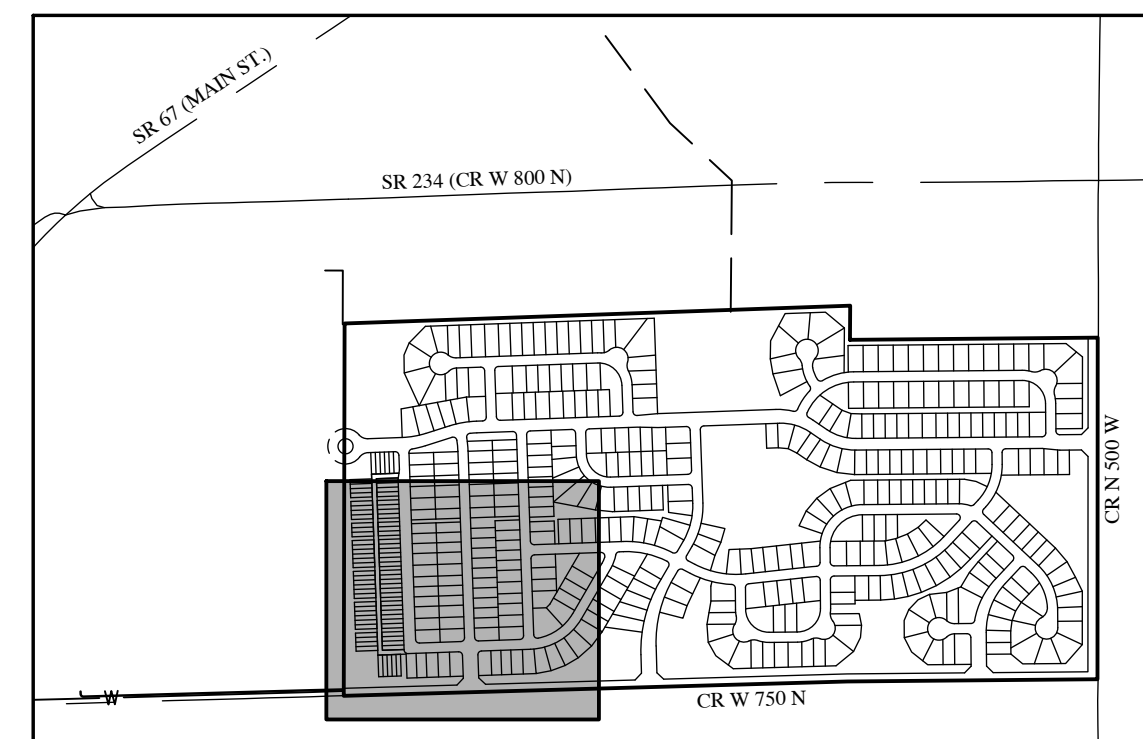 SR 67 (MAIN ST.)
SR 234 (CR W 800 N)
CR N 500 W
W
CR W 750 N